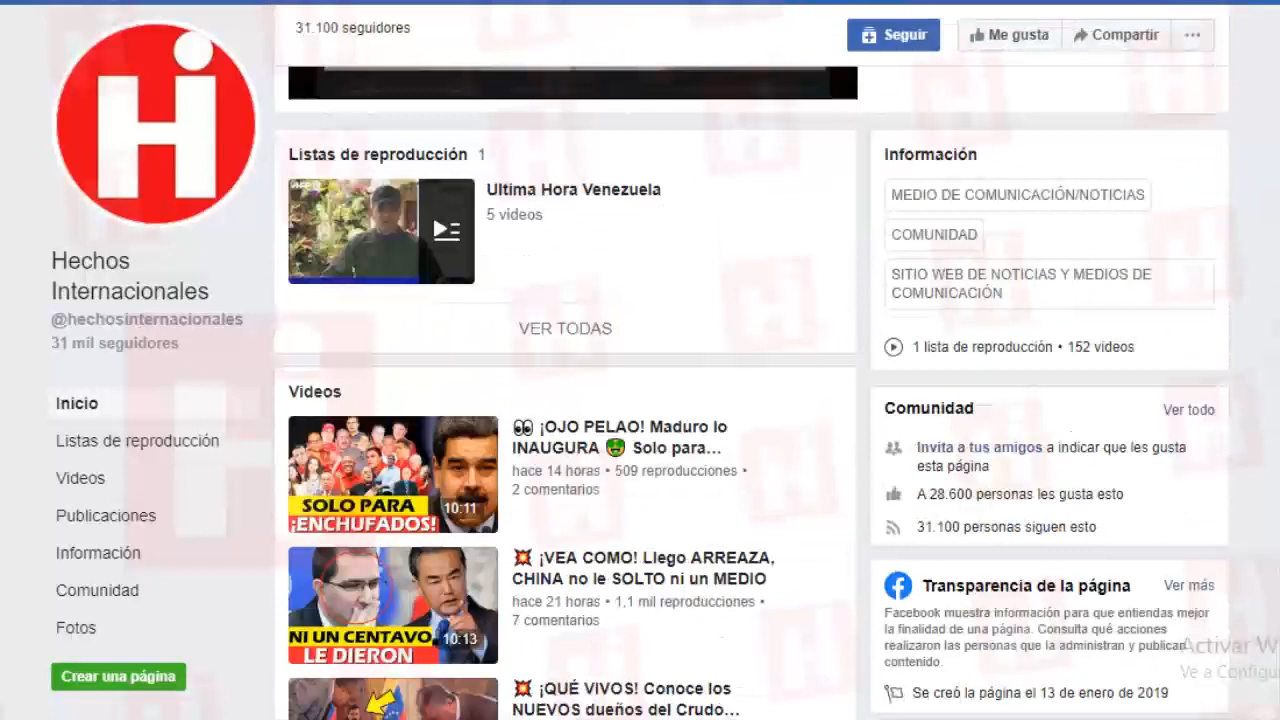 31.100 seguidores
Seguir
Me gusta
Compartir
Hi
Hechos
Internacionales
@hechosinternacionales
31 mil seguidores
Inicio
Listas de reproducción
Videos
Publicaciones
Información
Comunidad
Fotos
Crear una página
Listas de reproducción 1
Ultima Hora Venezuela
5 videos
VER TODAS
Videos
SOLO PARA
¡ENCHUFADOS!
10:11
👀 ¡OJO PELAO! Maduro lo
INAUGURA 🤑 Solo para...
hace 14 horas • 509 reproducciones •
2 comentarios
NI UN CENTAVO
LE DIERON
10:13
💥 ¡VEA COMO! Llego ARREAZA,
CHINA no le SOLTO ni un MEDIO
hace 21 horas • 1,1 mil reproducciones •
7 comentarios
💥 ¡QUÉ VIVOS! Conoce los
NUEVOS dueños del Crudo...
Información
MEDIO DE COMUNICACIÓN/NOTICIAS
COMUNIDAD
SITIO WEB DE NOTICIAS Y MEDIOS DE
COMUNICACIÓN
1 lista de reproducción • 152 videos
Comunidad
Ver todo
Invita a tus amigos a indicar que les gusta
esta página
A 28.600 personas les gusta esto
31.100 personas siguen esto
Transparencia de la página
Ver más
Facebook muestra información para que entiendas mejor
la finalidad de una página. Consulta qué acciones
realizaron las personas que la administran y publican
contenido.
Se creó la página el 13 de enero de 2019
Activar W
Ve a Configu